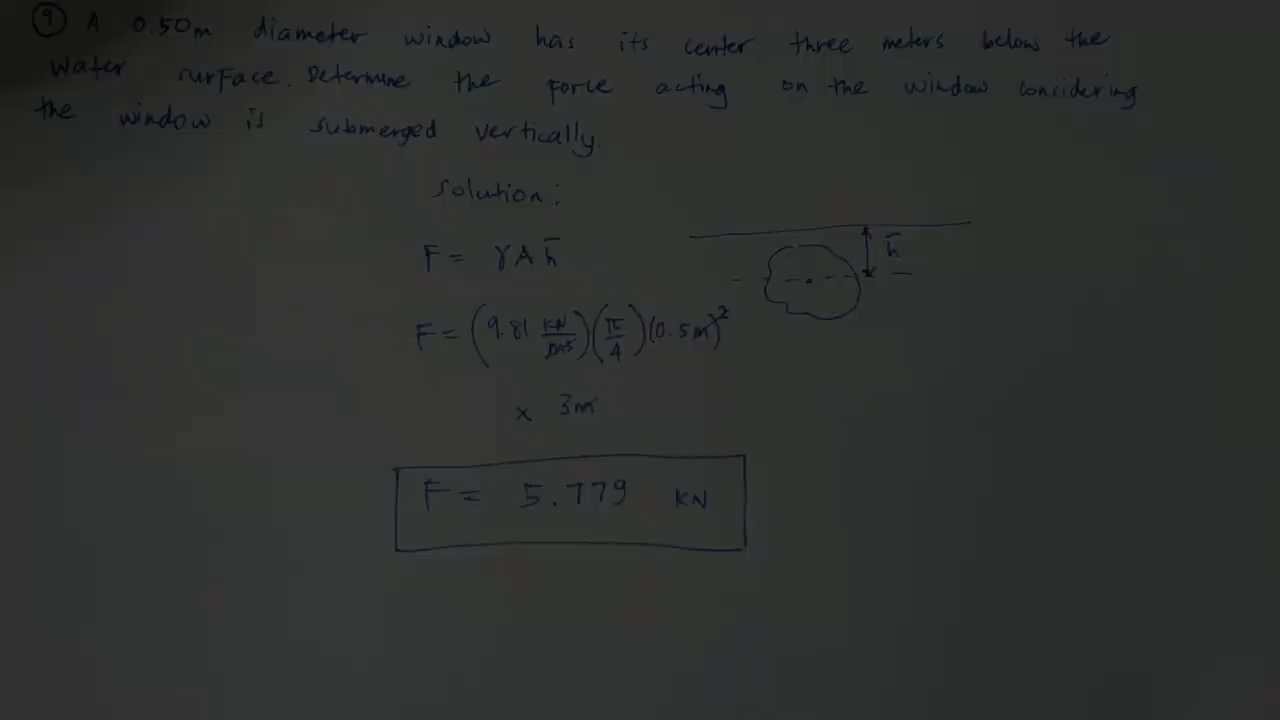 9 A 0.50m diameter window has its center three meters below the
water surface. Determine the force acting on the window considering
the window is submerged vertically.
Solution:
F = γAh̄
h̄
F = (9.81 KN/m³)(π/4)(0.5m)²
x 3m
F = 5.779 KN